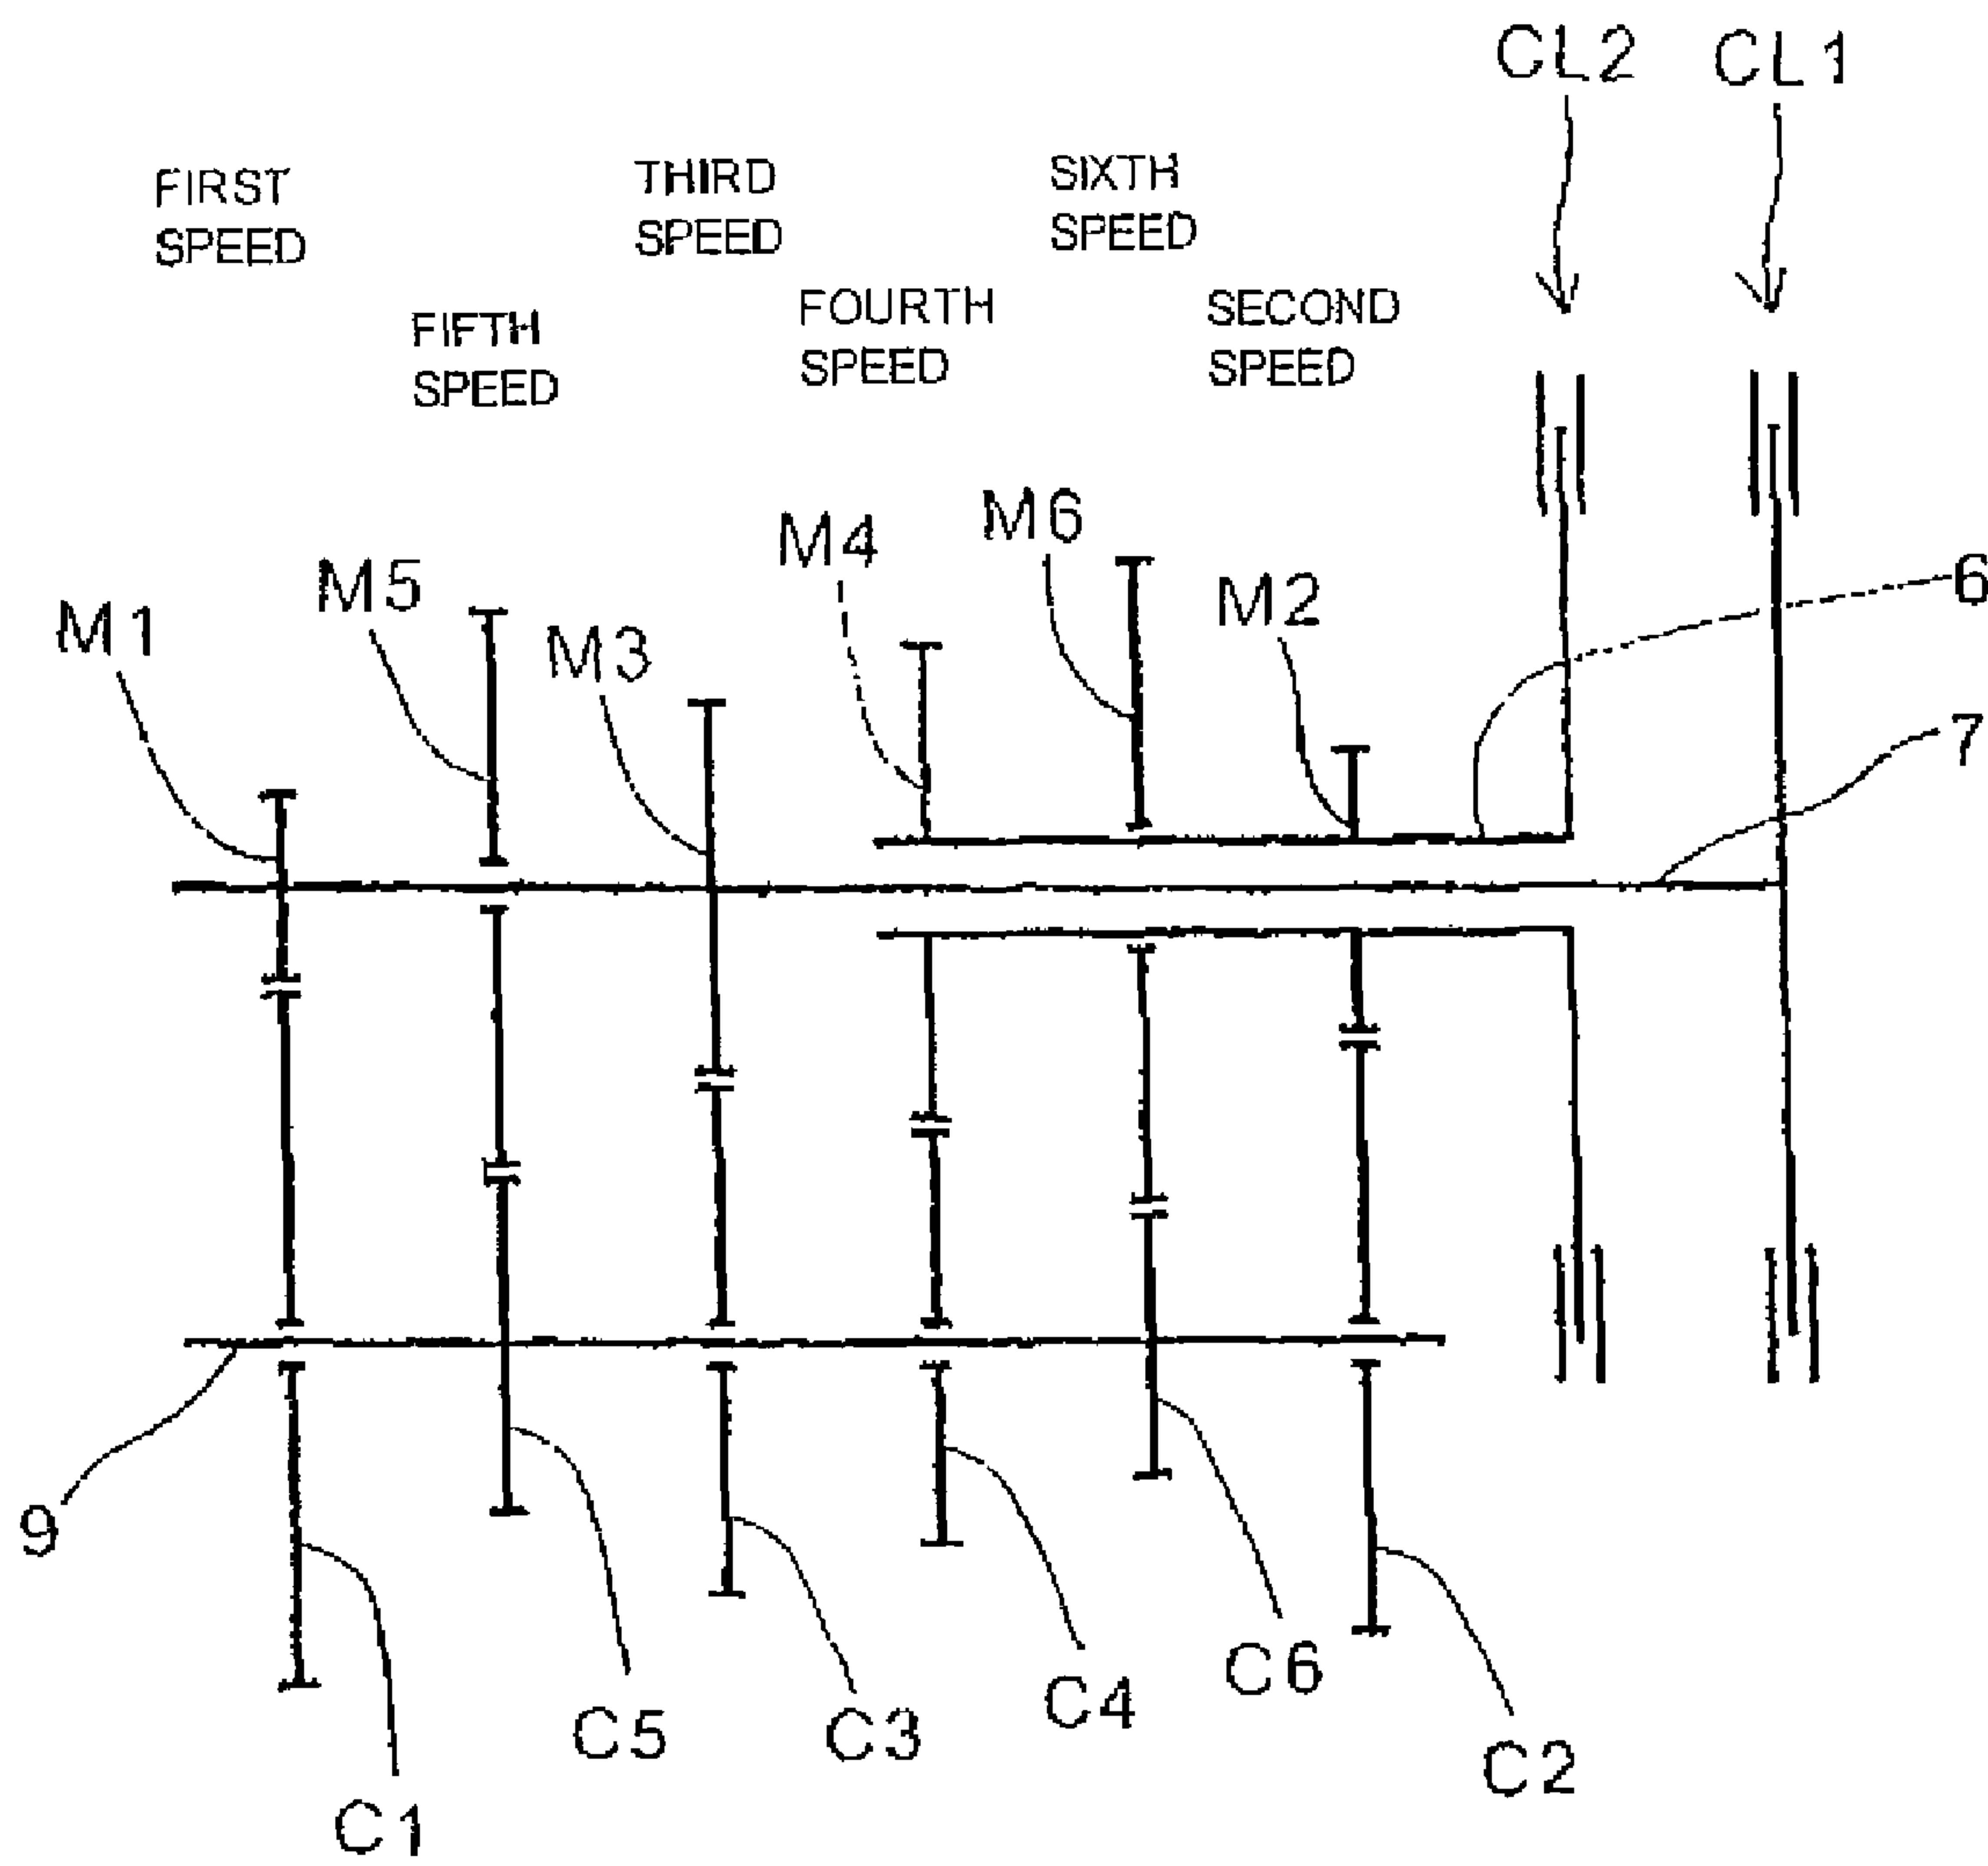 CL2
CL1
FIRST
SPEED
THIRD
SPEED
SIXTH
SPEED
FIFTH
SPEED
FOURTH
SPEED
SECOND
SPEED
M1
M5
M3
M4
M6
M2
6
7
9
C1
C5
C3
C4
C6
C2